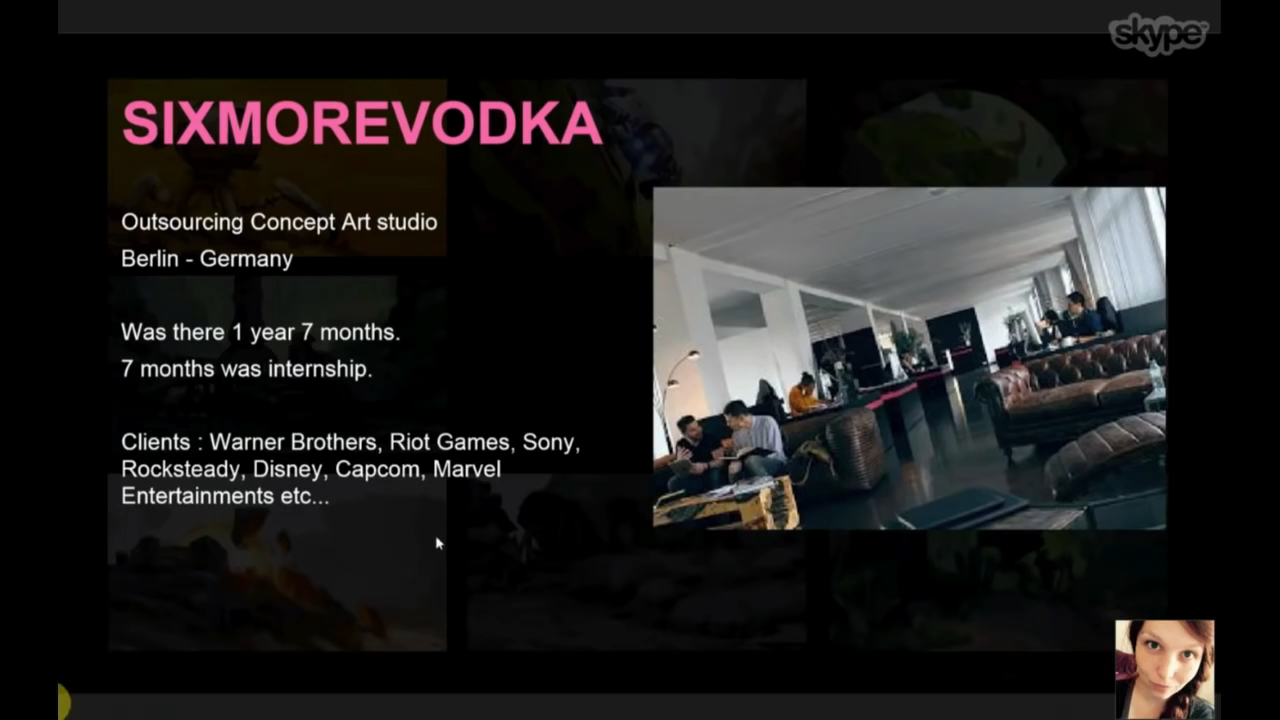 skype
SIXMOREVODKA
Outsourcing Concept Art studio
Berlin - Germany
Was there 1 year 7 months.
7 months was internship.
Clients : Warner Brothers, Riot Games, Sony,
Rocksteady, Disney, Capcom, Marvel
Entertainments etc...